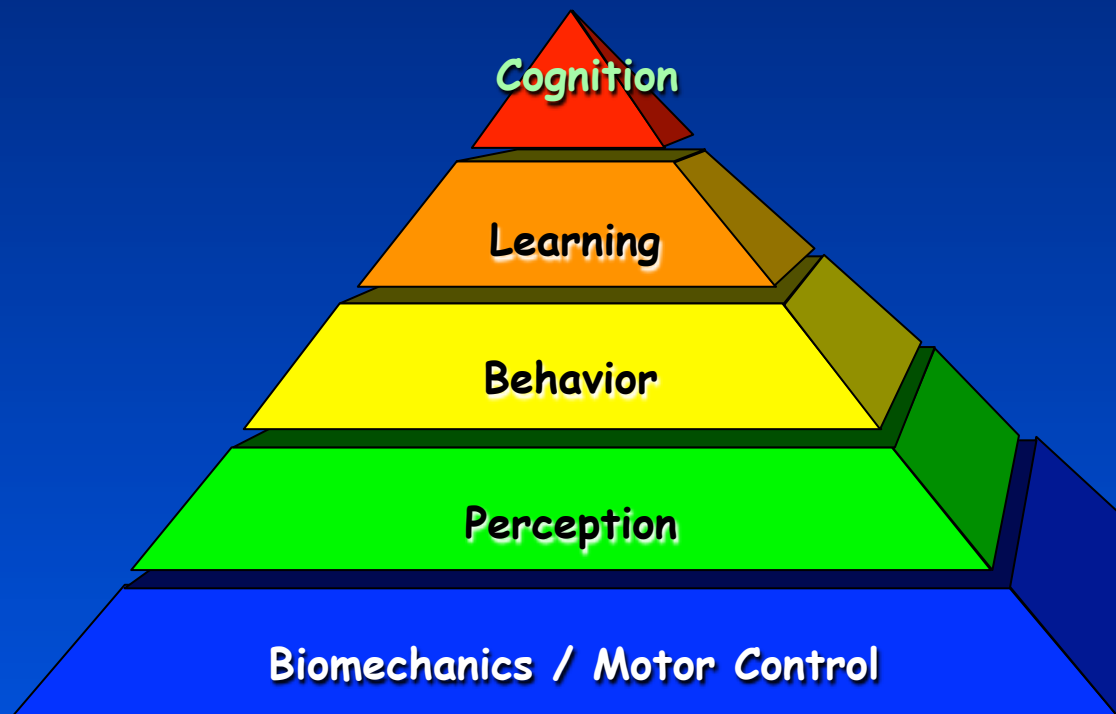 Cognition
Learning
Behavior
Perception
Biomechanics / Motor Control